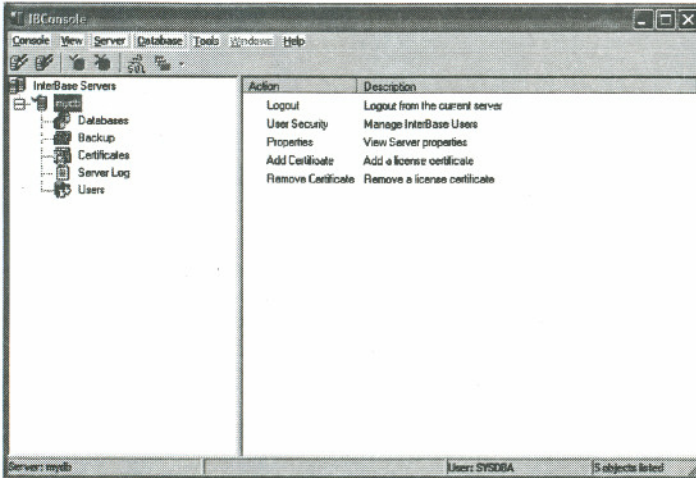 IBConsole
Console View Server Database Tools Windows Help
InterBase Servers
mydb
Databases
Backup
Certificates
Server Log
Users
Action Description
Logout Logout from the current server
User Security Manage InterBase Users
Properties View Server properties
Add Certificate Add a license certificate
Remove Certificate Remove a license certificate
Server: mydb User: SYSDBA 5 objects listed